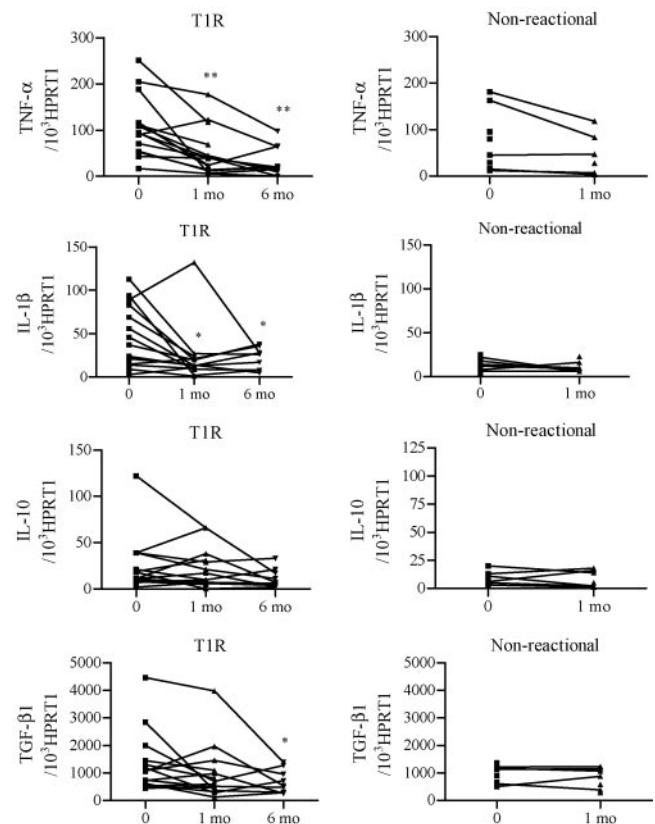 T1R
Non-reactional
TNF-α
/10³HPRT1
300
200
100
0
**
**
0 1 mo 6 mo
TNF-α
/10³HPRT1
300
200
100
0
0 1 mo
T1R
Non-reactional
IL-1β
/10³HPRT1
150
100
50
0
*
*
0 1 mo 6 mo
IL-1β
/10³HPRT1
150
100
50
0
0 1 mo
T1R
Non-reactional
IL-10
/10³HPRT1
150
100
50
0
0 1 mo 6 mo
IL-10
/10³HPRT1
125
100
75
50
25
0
0 1 mo
T1R
Non-reactional
TGF-β1
/10³HPRT1
5000
4000
3000
2000
1000
0
*
0 1 mo 6 mo
TGF-β1
/10³HPRT1
5000
4000
3000
2000
1000
0
0 1 mo